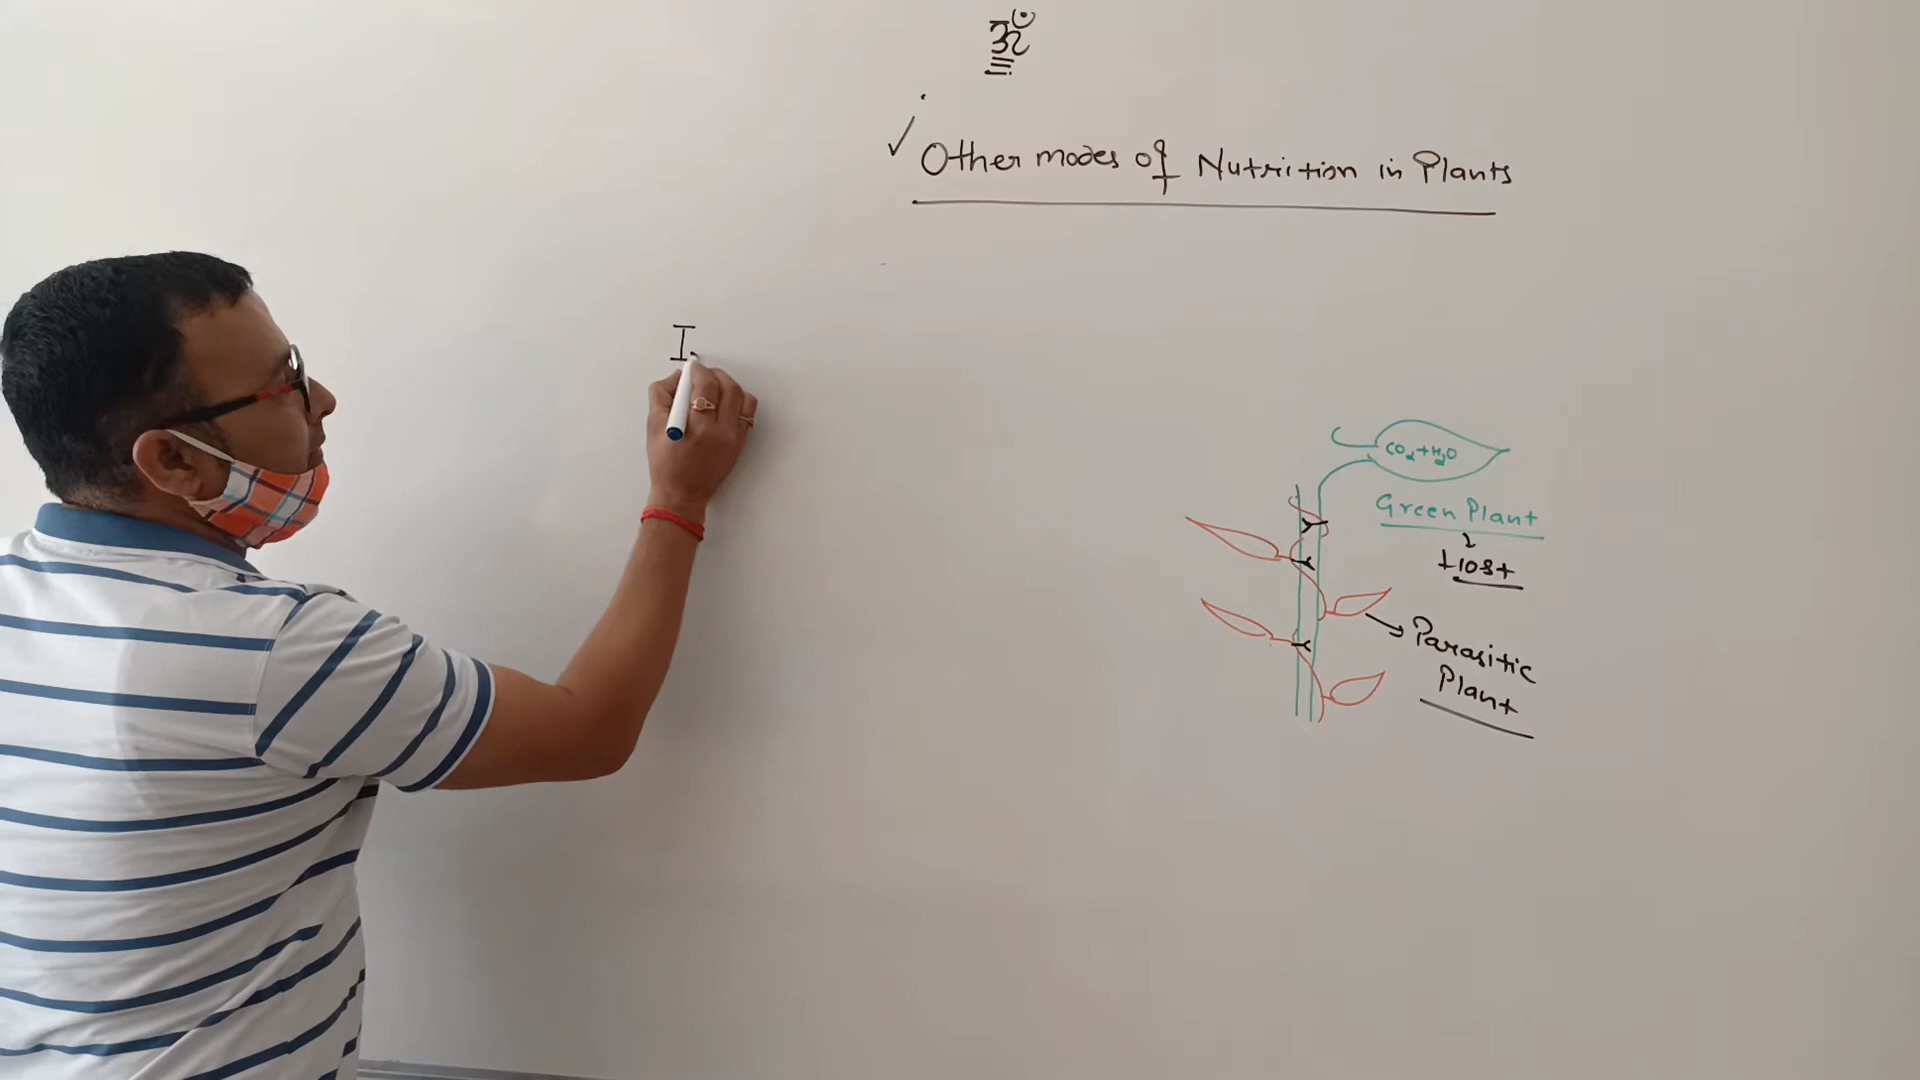 ॐ
✓ Other modes of Nutrition in Plants
I
CO₂+H₂O
Green Plant
↓
Host
→ Parasitic
Plant